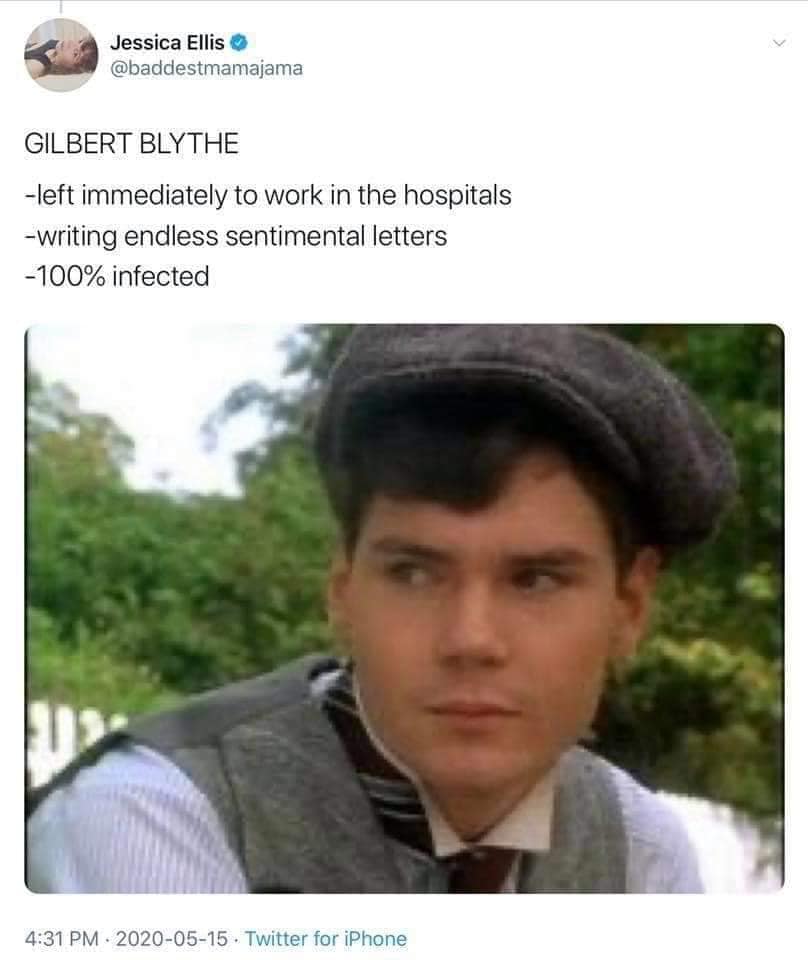 Jessica Ellis
@baddestmamajama
GILBERT BLYTHE
-left immediately to work in the hospitals
-writing endless sentimental letters
-100% infected
4:31 PM · 2020-05-15 · Twitter for iPhone